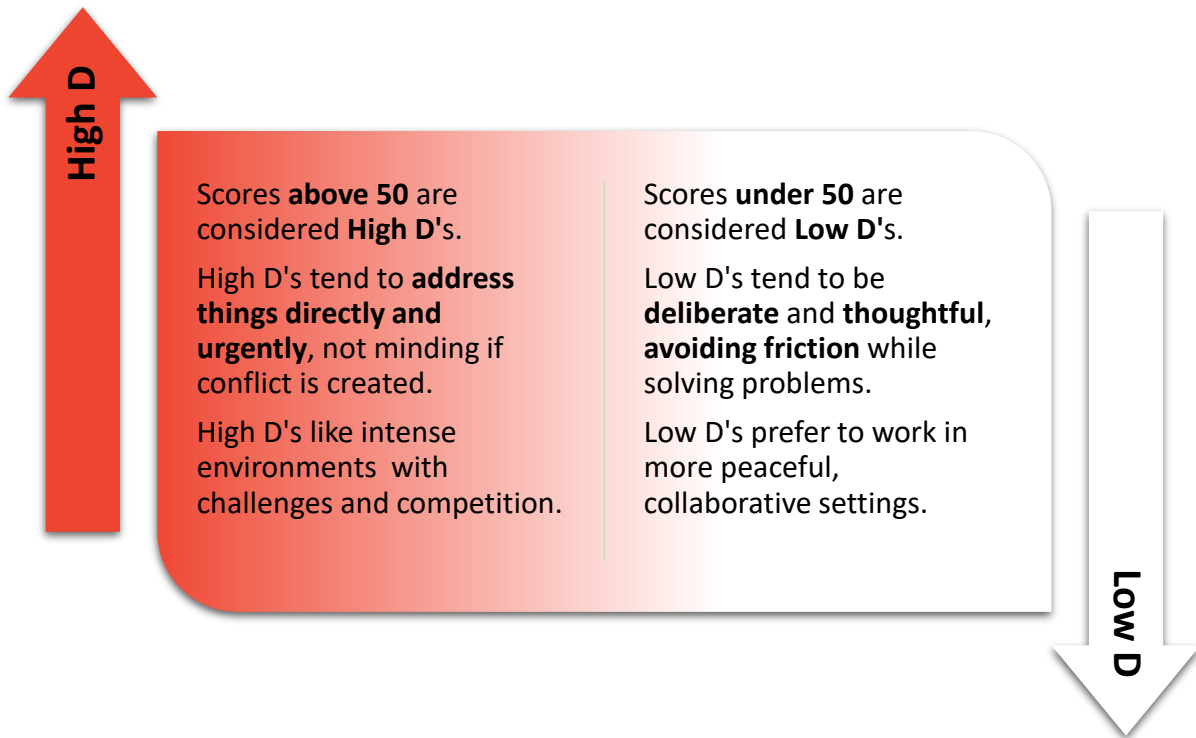 High D
Scores above 50 are
considered High D's.
High D's tend to address
things directly and
urgently, not minding if
conflict is created.
High D's like intense
environments  with
challenges and competition.
Scores under 50 are
considered Low D's.
Low D's tend to be
deliberate and thoughtful,
avoiding friction while
solving problems.
Low D's prefer to work in
more peaceful,
collaborative settings.
Low D